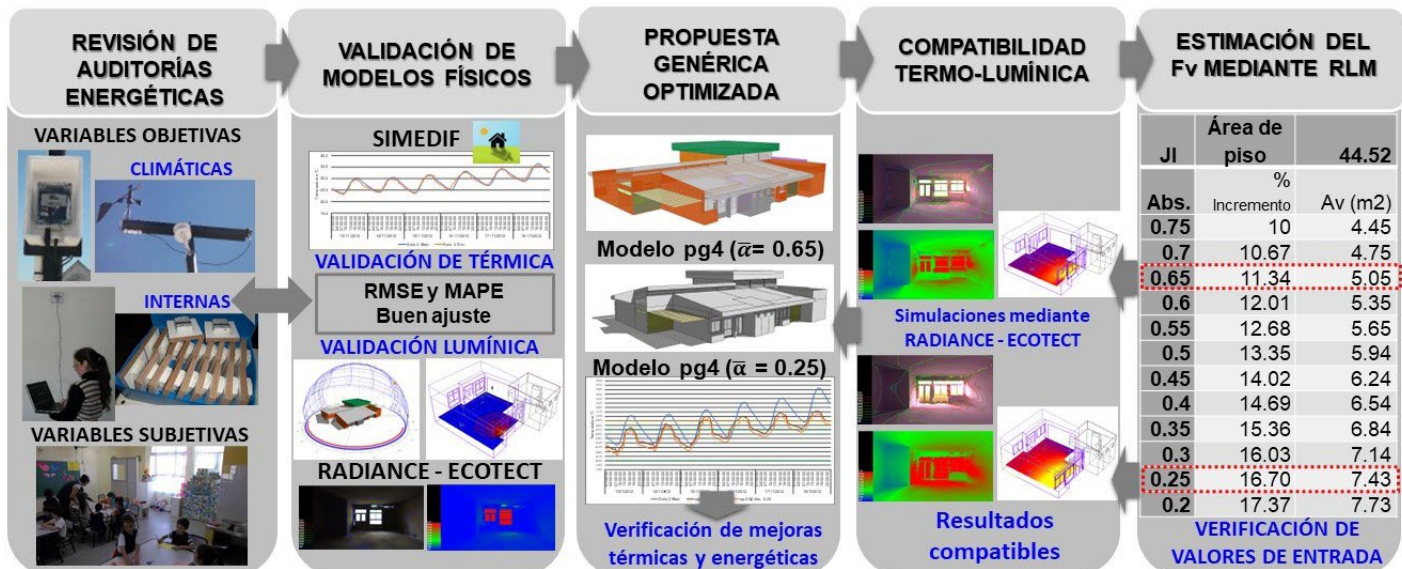 REVISIÓN DE
AUDITORÍAS
ENERGÉTICAS
VARIABLES OBJETIVAS
CLIMÁTICAS
INTERNAS
VARIABLES SUBJETIVAS
VALIDACIÓN DE
MODELOS FÍSICOS
SIMEDIF
VALIDACIÓN DE TÉRMICA
RMSE y MAPE
Buen ajuste
VALIDACIÓN LUMÍNICA
RADIANCE - ECOTECT
PROPUESTA
GENÉRICA
OPTIMIZADA
Modelo pg4 (ᾱ= 0.65)
Modelo pg4 (ᾱ = 0.25)
Verificación de mejoras
térmicas y energéticas
COMPATIBILIDAD
TERMO-LUMÍNICA
Simulaciones mediante
RADIANCE - ECOTECT
Resultados
compatibles
ESTIMACIÓN DEL
Fv MEDIANTE RLM
JI Área de piso 44.52
Abs. % Incremento Av (m2)
0.75 10 4.45
0.7 10.67 4.75
0.65 11.34 5.05
0.6 12.01 5.35
0.55 12.68 5.65
0.5 13.35 5.94
0.45 14.02 6.24
0.4 14.69 6.54
0.35 15.36 6.84
0.3 16.03 7.14
0.25 16.70 7.43
0.2 17.37 7.73
VERIFICACIÓN DE
VALORES DE ENTRADA